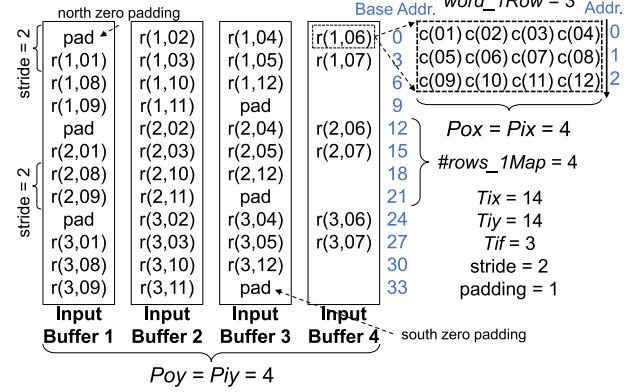 north zero padding
Base Addr.
word_1Row = 3
Addr.
stride = 2
pad r(1,02) r(1,04) r(1,06) 0
r(1,01) r(1,03) r(1,05) r(1,07) 3
r(1,08) r(1,10) r(1,12) 6
r(1,09) r(1,11) pad 9
pad r(2,02) r(2,04) r(2,06) 12
r(2,01) r(2,03) r(2,05) r(2,07) 15
stride = 2
r(2,08) r(2,10) r(2,12) 18
r(2,09) r(2,11) pad 21
pad r(3,02) r(3,04) r(3,06) 24
r(3,01) r(3,03) r(3,05) r(3,07) 27
r(3,08) r(3,10) r(3,12) 30
r(3,09) r(3,11) pad 33
c(01) c(02) c(03) c(04) 0
c(05) c(06) c(07) c(08) 1
c(09) c(10) c(11) c(12) 2
Pox = Pix = 4
#rows_1Map = 4
Tix = 14
Tiy = 14
Tif = 3
stride = 2
padding = 1
Input Input Input Input
Buffer 1 Buffer 2 Buffer 3 Buffer 4
south zero padding
Poy = Piy = 4